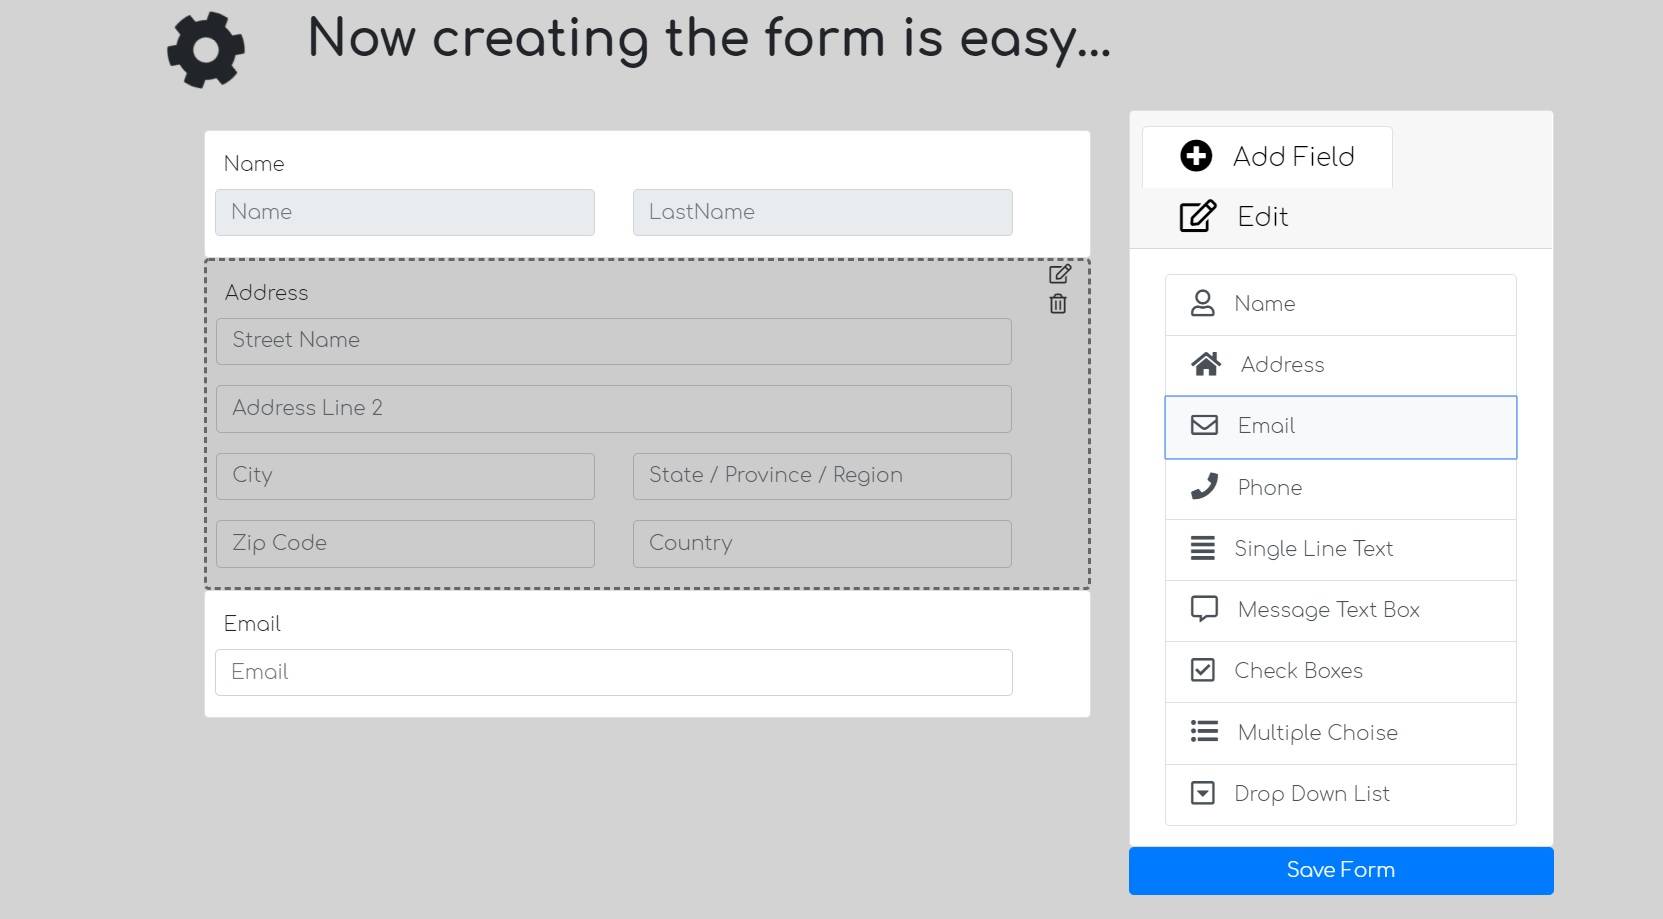 Now creating the form is easy...
Name
Name LastName
Address
Street Name
Address Line 2
City State / Province / Region
Zip Code Country
Email
Email
Add Field
Edit
Name
Address
Email
Phone
Single Line Text
Message Text Box
Check Boxes
Multiple Choise
Drop Down List
Save Form